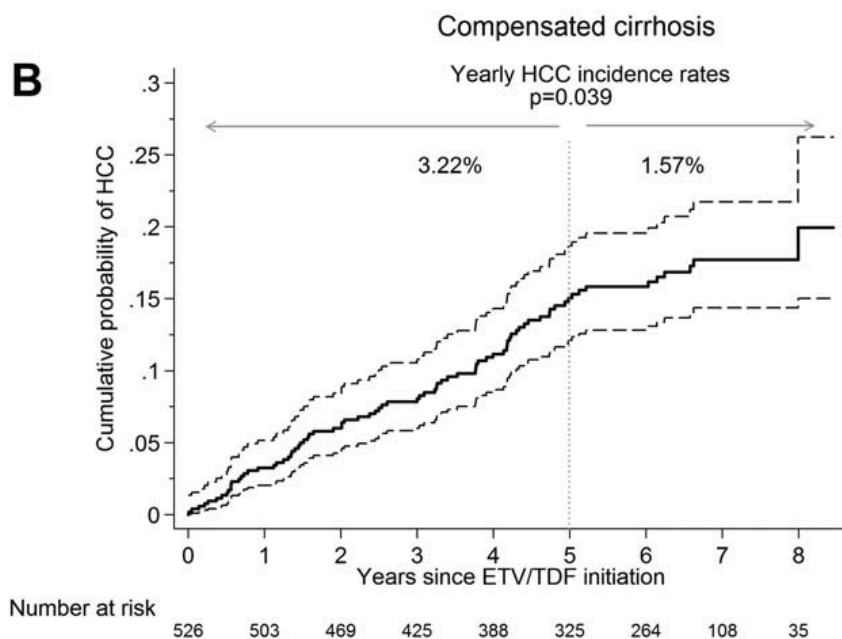 Compensated cirrhosis
B
Yearly HCC incidence rates
p=0.039
3.22%
1.57%
Cumulative probability of HCC
.3
.25
.2
.15
.1
.05
0
0 1 2 3 4 5 6 7 8
Years since ETV/TDF initiation
Number at risk
526 503 469 425 388 325 264 108 35